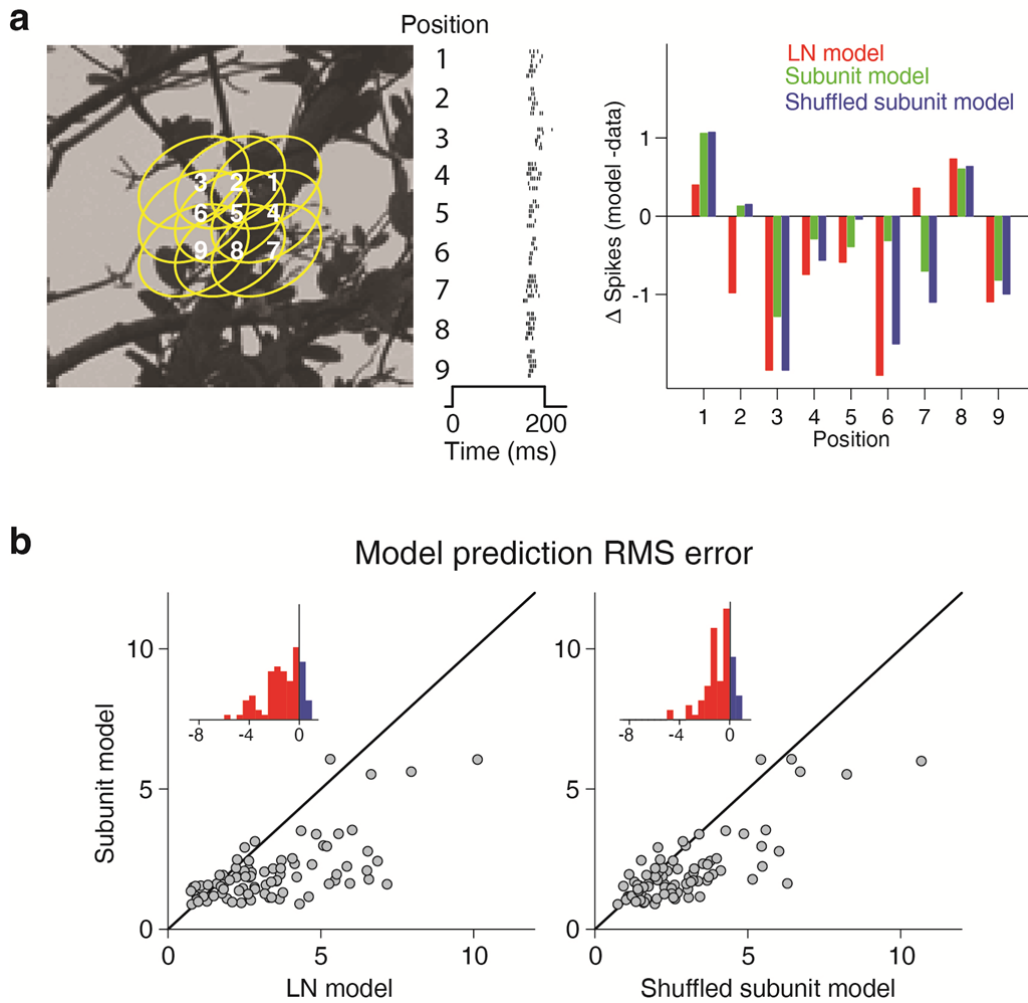 a
Position
1
2
3
4
5
6
7
8
9
3 2 1
6 5 4
9 8 7
0 200
Time (ms)
LN model
Subunit model
Shuffled subunit model
Δ Spikes (model -data)
1
0
-1
1 2 3 4 5 6 7 8 9
Position
b
Model prediction RMS error
Subunit model
10
5
0
-8 -4 0
0 5 10
LN model
10
5
0
-8 -4 0
0 5 10
Shuffled subunit model